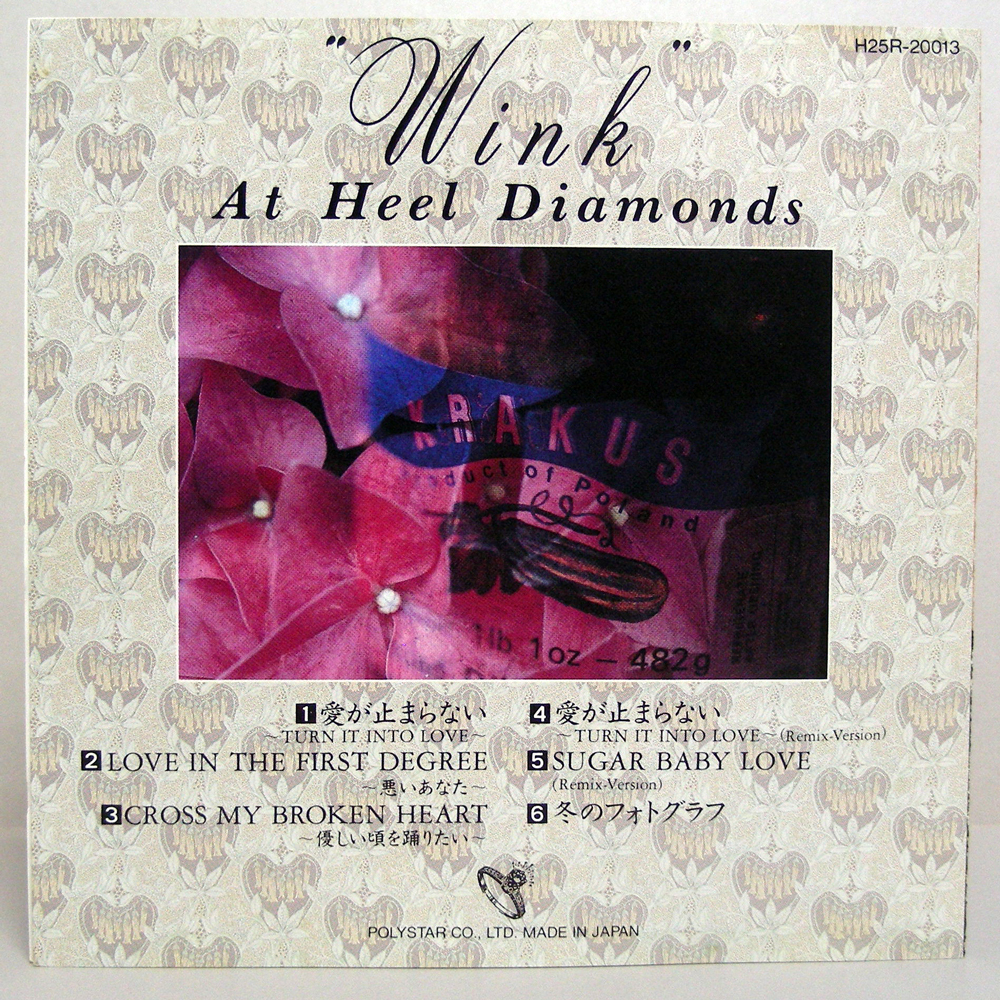 H25R-20013
"Wink"
At Heel Diamonds
KRAKUS
Product of Poland
1lb 1oz – 482g
1 愛が止まらない
～TURN IT INTO LOVE～
2 LOVE IN THE FIRST DEGREE
～悪いあなた～
3 CROSS MY BROKEN HEART
～優しい頃を踊りたい～
4 愛が止まらない
～TURN IT INTO LOVE～(Remix-Version)
5 SUGAR BABY LOVE
(Remix-Version)
6 冬のフォトグラフ
POLYSTAR CO., LTD. MADE IN JAPAN